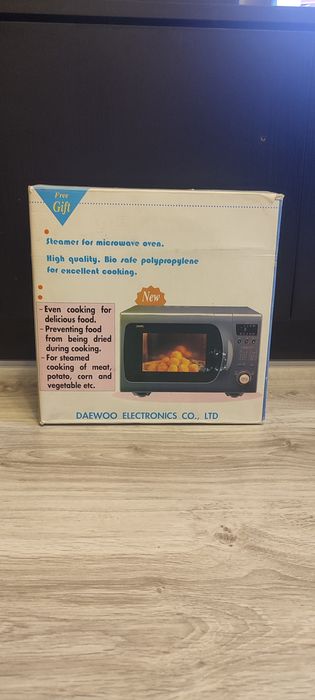 Free
Gift
Steamer for microwave oven.
High quality. Bio safe polypropylene
for excellent cooking.
New
- Even cooking for
delicious food.
- Preventing food
from being dried
during cooking.
- For steamed
cooking of meat,
potato, corn and
vegetable etc.
DAEWOO ELECTRONICS CO., LTD